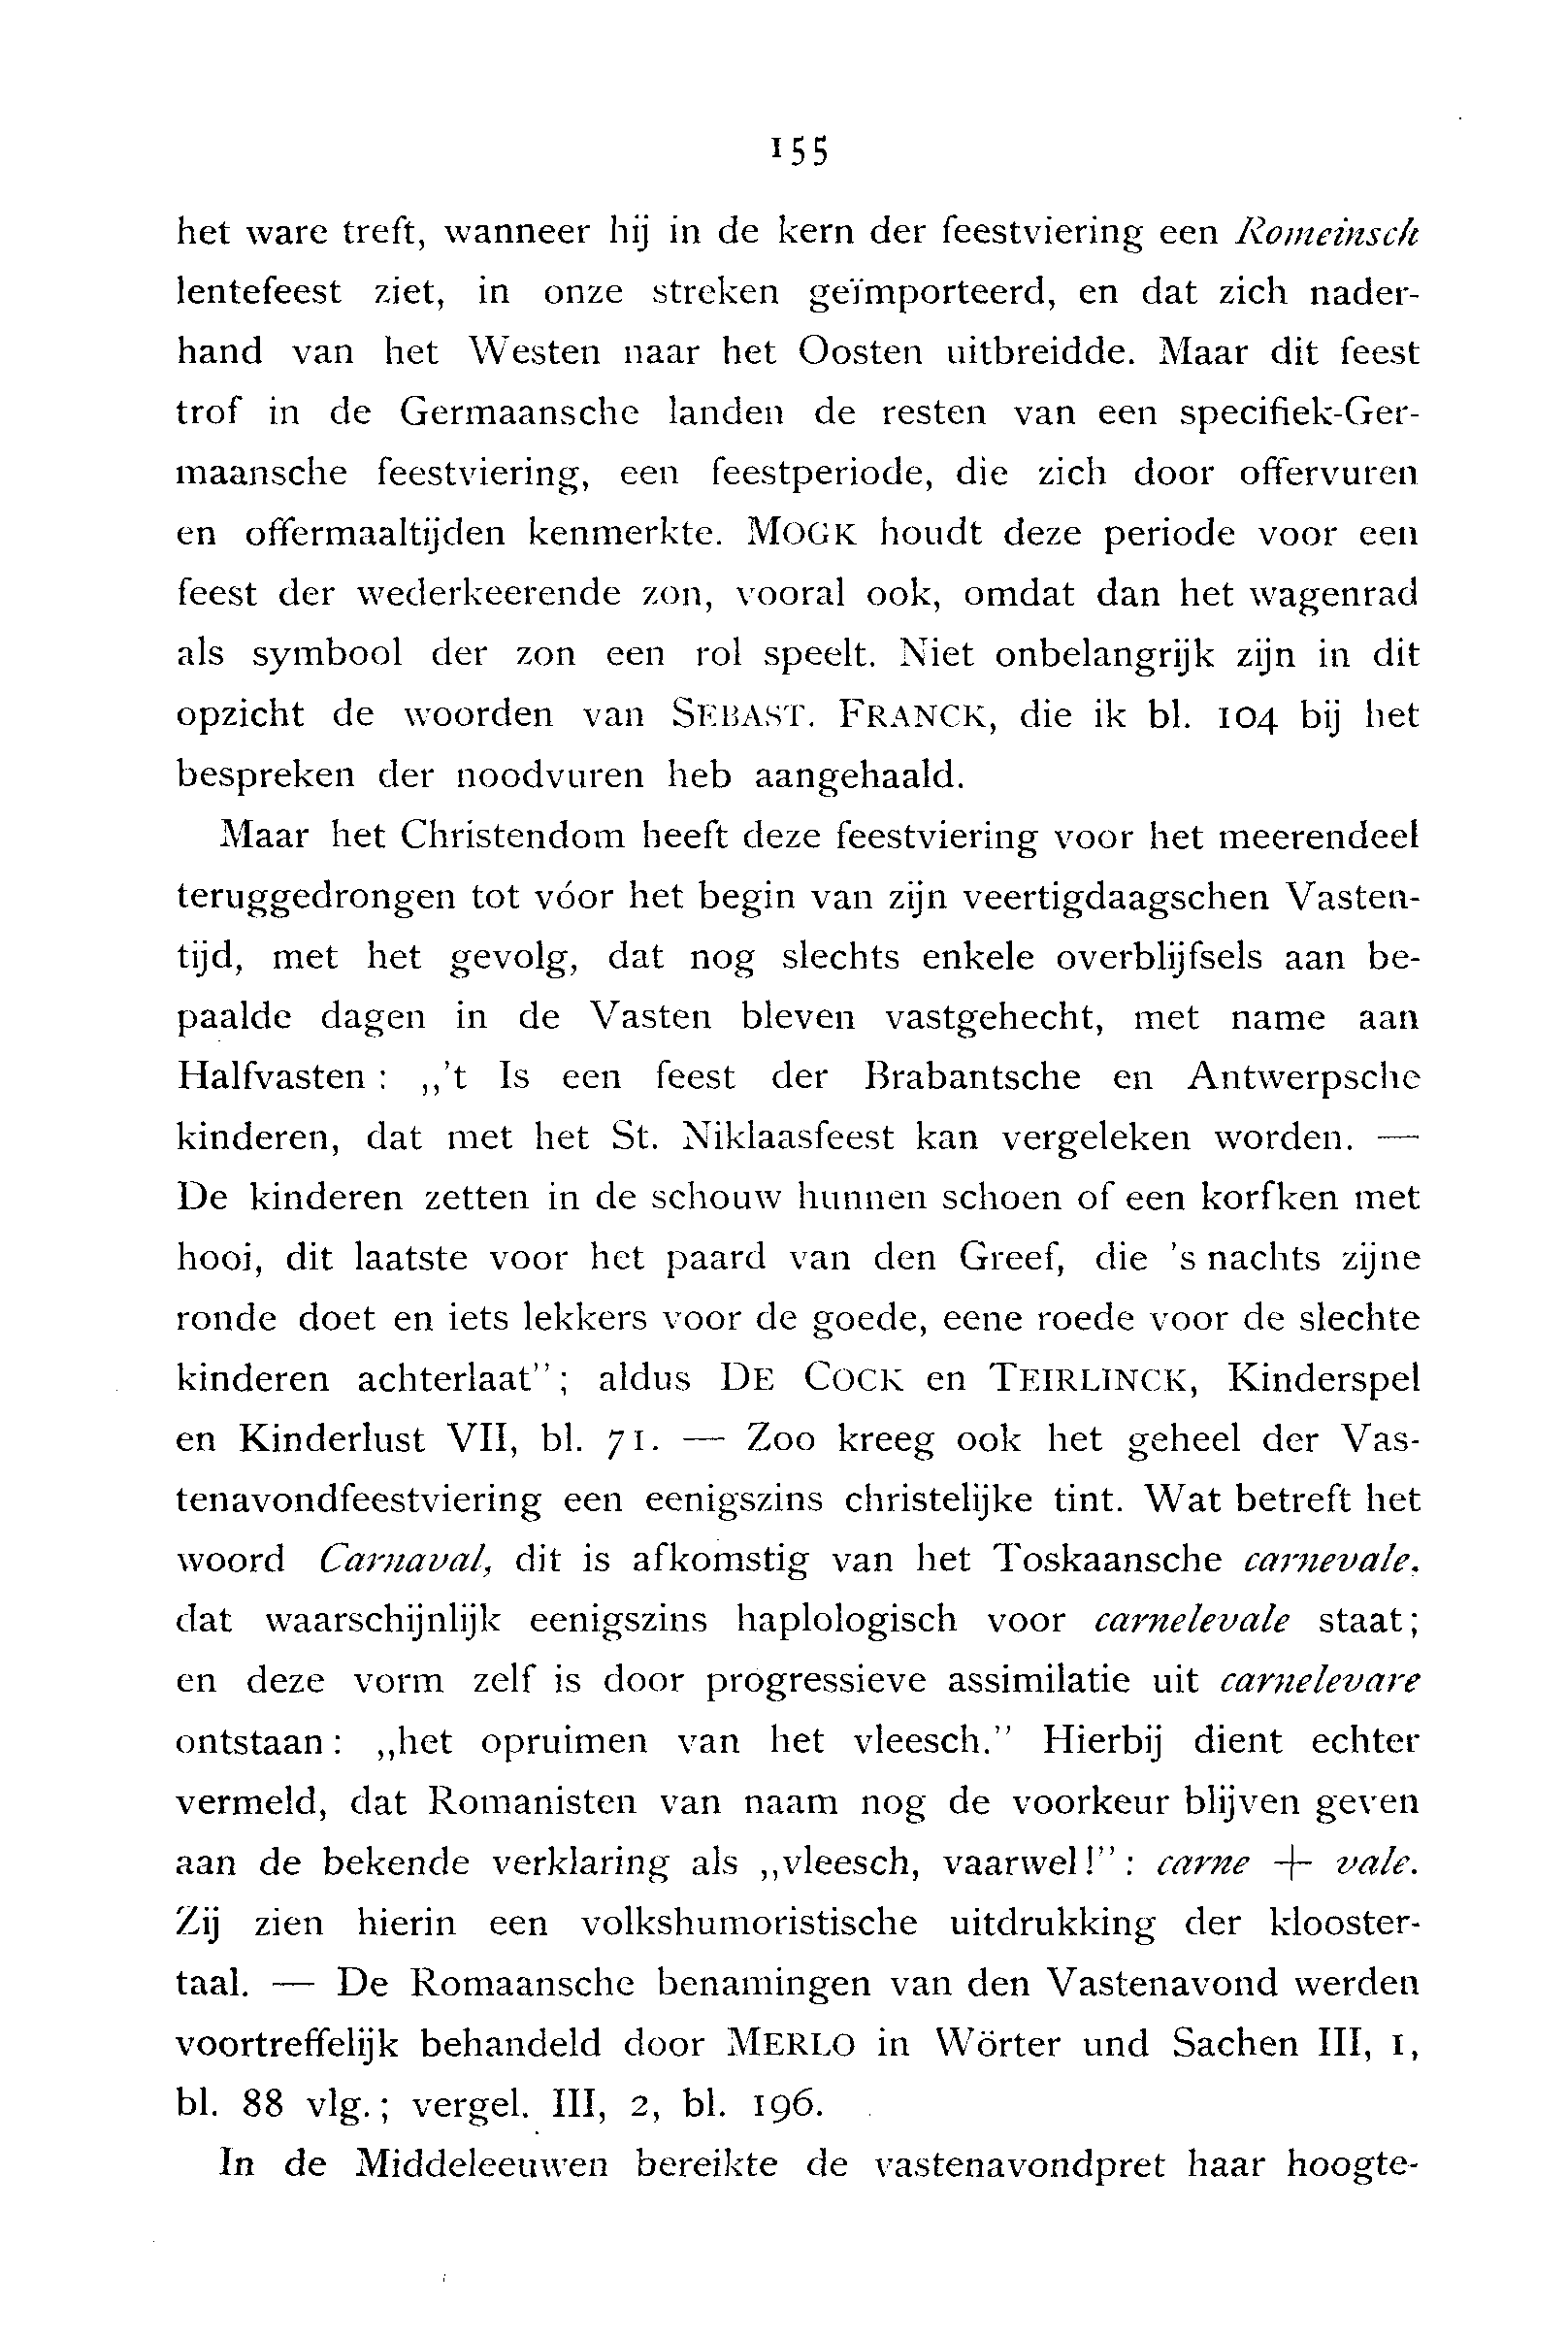 155
het ware treft, wanneer hij in de kern der feestviering een Romeinsch
lentefeest ziet, in onze streken geïmporteerd, en dat zich nader-
hand van het Westen naar het Oosten uitbreidde. Maar dit feest
trof in de Germaansche landen de resten van een specifiek-Ger-
maansche feestviering, een feestperiode, die zich door offervuren
en offermaaltijden kenmerkte. MOGK houdt deze periode voor een
feest der wederkeerende zon, vooral ook, omdat dan het wagenrad
als symbool der zon een rol speelt. Niet onbelangrijk zijn in dit
opzicht de woorden van SEBAST. FRANCK, die ik bl. 104 bij het
bespreken der noodvuren heb aangehaald.
Maar het Christendom heeft deze feestviering voor het meerendeel
teruggedrongen tot vóor het begin van zijn veertigdaagschen Vasten-
tijd, met het gevolg, dat nog slechts enkele overblijfsels aan be-
paalde dagen in de Vasten bleven vastgehecht, met name aan
Halfvasten: „'t Is een feest der Brabantsche en Antwerpsche
kinderen, dat met het St. Niklaasfeest kan vergeleken worden. —
De kinderen zetten in de schouw hunnen schoen of een korfken met
hooi, dit laatste voor het paard van den Greef, die 's nachts zijne
ronde doet en iets lekkers voor de goede, eene roede voor de slechte
kinderen achterlaat”; aldus DE COCK en TEIRLINCK, Kinderspel
en Kinderlust VII, bl. 71. — Zoo kreeg ook het geheel der Vas-
tenavondfeestviering een eenigszins christelijke tint. Wat betreft het
woord Carnaval, dit is afkomstig van het Toskaansche carnevale,
dat waarschijnlijk eenigszins haplologisch voor carnelevale staat;
en deze vorm zelf is door progressieve assimilatie uit carnelevare
ontstaan: „het opruimen van het vleesch.” Hierbij dient echter
vermeld, dat Romanisten van naam nog de voorkeur blijven geven
aan de bekende verklaring als „vleesch, vaarwel!”: carne + vale.
Zij zien hierin een volkshumoristische uitdrukking der klooster-
taal. — De Romaansche benamingen van den Vastenavond werden
voortreffelijk behandeld door MERLO in Wörter und Sachen III, 1,
bl. 88 vlg.; vergel. III, 2, bl. 196.
In de Middeleeuwen bereikte de vastenavondpret haar hoogte-